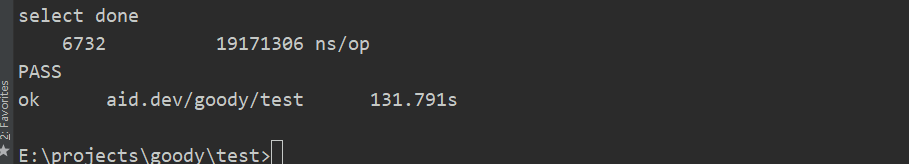 select done
6732 19171306 ns/op
PASS
ok aid.dev/goody/test 131.791s
2: Favorites
E:\projects\goody\test>